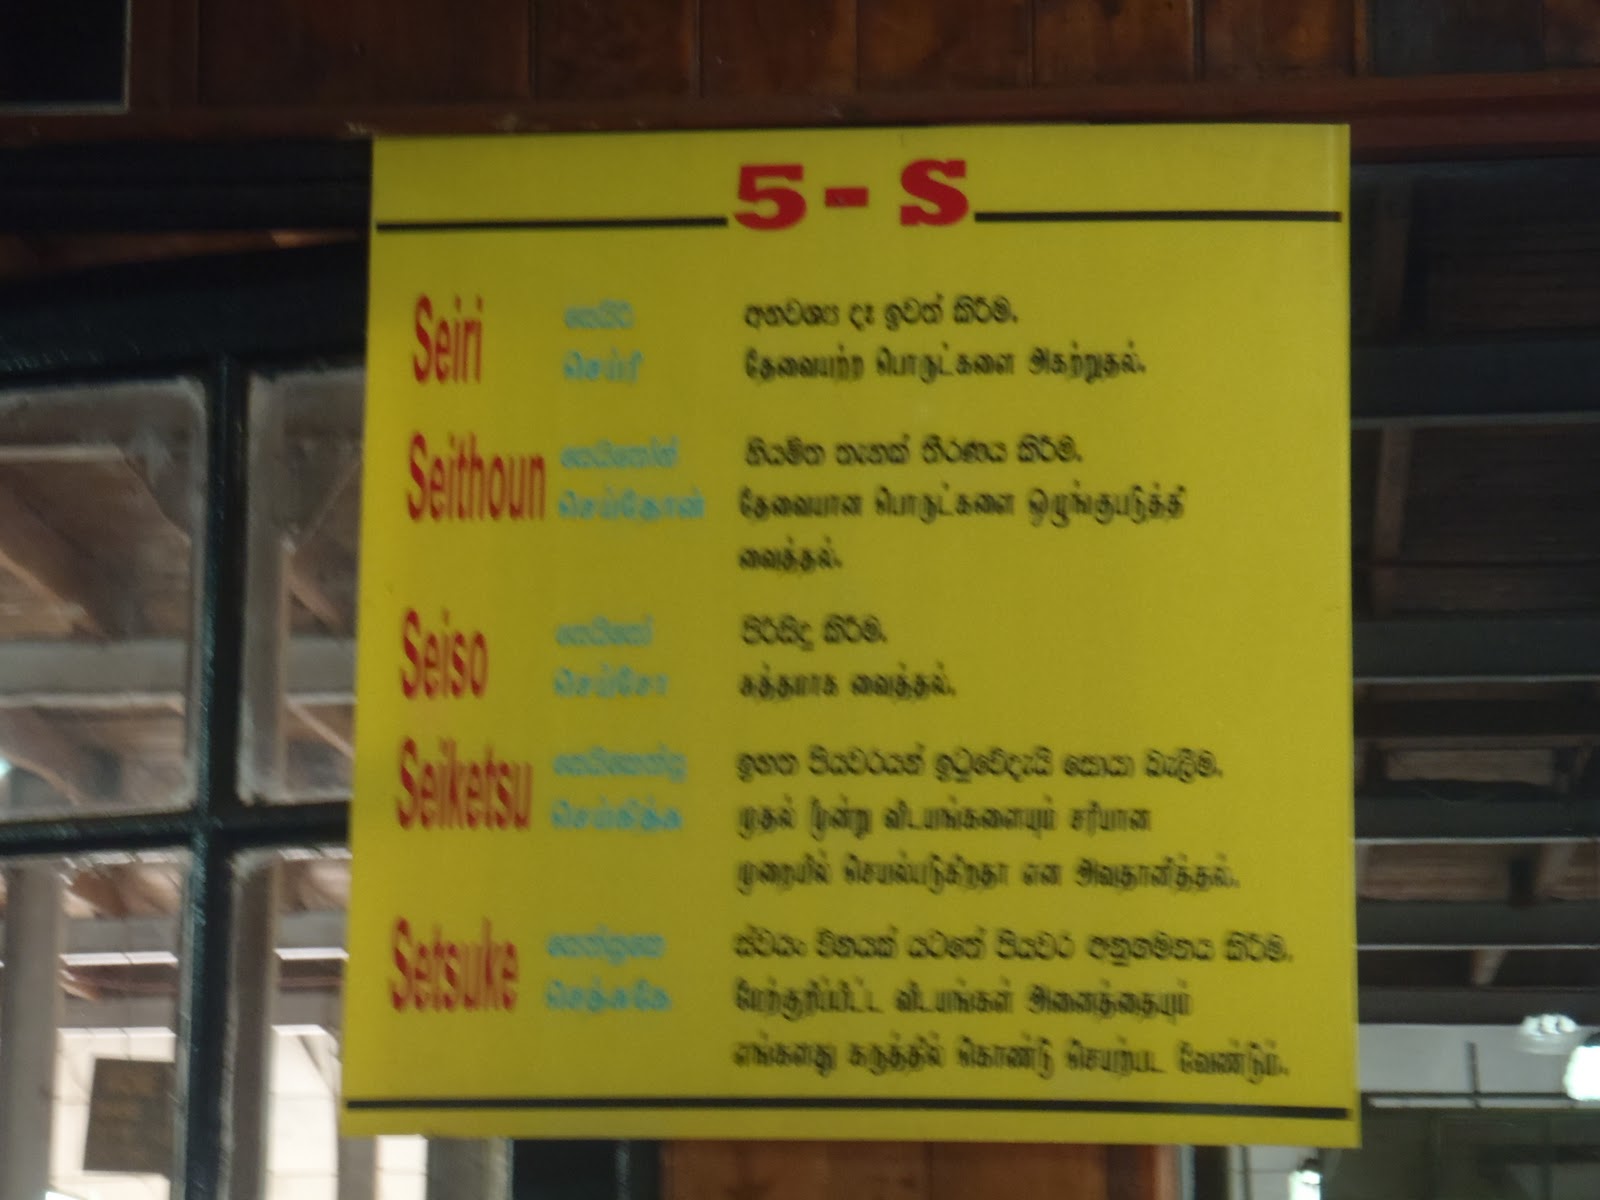 5 - S
Seiri
සෙයිරි
செய்ரி
අනවශ්‍ය දෑ ඉවත් කිරීම.
தேவையற்ற பொருட்களை அகற்றுதல்.
Seithoun
සෙයිතෝන්
செய்தோன்
නියමිත තැනක් තීරණය කිරීම.
தேவையான பொருட்களை ஒழுங்குபடுத்தி
வைத்தல்.
Seiso
සෙයිසෝ
செய்சோ
පිරිසිදු කිරීම.
சுத்தமாக வைத்தல்.
Seiketsu
செய்கித்சு
ඉහත පියවරයන් ඉටුවේදැයි සොයා බැලීම.
முதல் மூன்று வீடயங்களையும் சரியான
முறையில் செயல்படுகிறதா என அவதானித்தல்.
Setsuke
செத்சுகே
ස්වයං විනයක් යටතේ පියවර අනුගමනය කිරීම.
மேற்குறிப்பிட்ட வீடயங்கள் அனைத்தையும்
எங்களது கருத்தில் கொண்டு செயற்பட வேண்டும்.